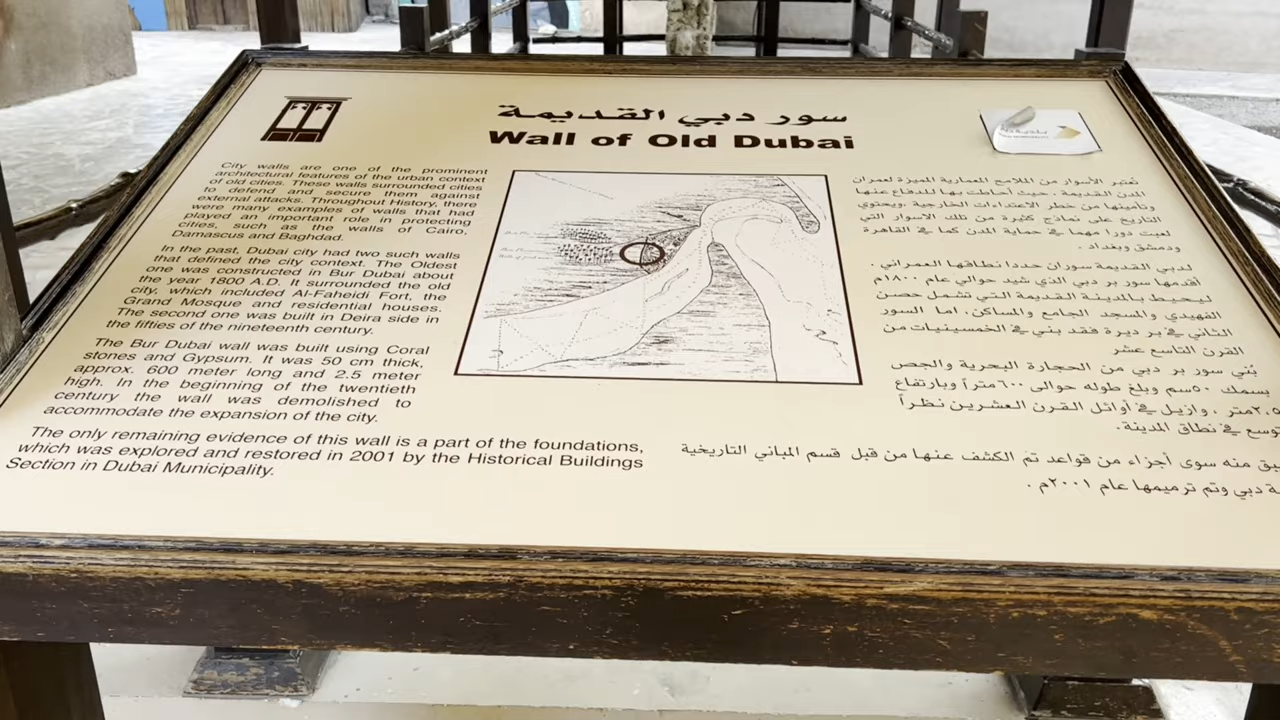 سور دبي القديمة
Wall of Old Dubai
City walls are one of the prominent
architectural features of the urban context
of old cities. These walls surrounded cities
to defend and secure them against
external attacks. Throughout History, there
were many examples of walls that had
played an important role in protecting
cities, such as the walls of Cairo,
Damascus and Baghdad.
In the past, Dubai city had two such walls
that defined the city context. The Oldest
one was constructed in Bur Dubai about
the year 1800 A.D. It surrounded the old
city, which included Al-Faheidi Fort, the
Grand Mosque and residential houses.
The second one was built in Deira side in
the fifties of the nineteenth century.
The Bur Dubai wall was built using Coral
stones and Gypsum. It was 50 cm thick,
approx. 600 meter long and 2.5 meter
high. In the beginning of the twentieth
century the wall was demolished to
accommodate the expansion of the city.
The only remaining evidence of this wall is a part of the foundations,
which was explored and restored in 2001 by the Historical Buildings
Section in Dubai Municipality.
تعتبر الأسوار من الملامح المعمارية المميزة لعمران
المدن القديمة ، حيث أحاطت بها للدفاع عنها
وتأمينها من خطر الاعتداءات الخارجية ،ويحتوي
التاريخ على نماذج كثيرة من تلك الاسوار التي
لعبت دورا مهما في حماية المدن كما في القاهرة
ودمشق وبغداد .
لدبي القديمة سوران حددا نطاقها العمراني .
أقدمها سور بر دبي الذي شيد حوالي عام ١٨٠٠م
ليحيط بالمدينة القديمة التي تشمل حصن
الفهيدي والمسجد الجامع والمساكن، اما السور
الثاني في بر ديرة فقد بني في الخمسينيات من
القرن التاسع عشر
بُني سور بر دبي من الحجارة البحرية والجص
بسمك ٥٠سم وبلغ طوله حوالى ٦٠٠متراً وبارتفاع
٢.٥متر ، وازيل في أوائل القرن العشرين نظراً
توسع في نطاق المدينة.
يبق منه سوى أجزاء من قواعد تم الكشف عنها من قبل قسم المباني التاريخية
دبي وتم ترميمها عام ٢٠٠١م .